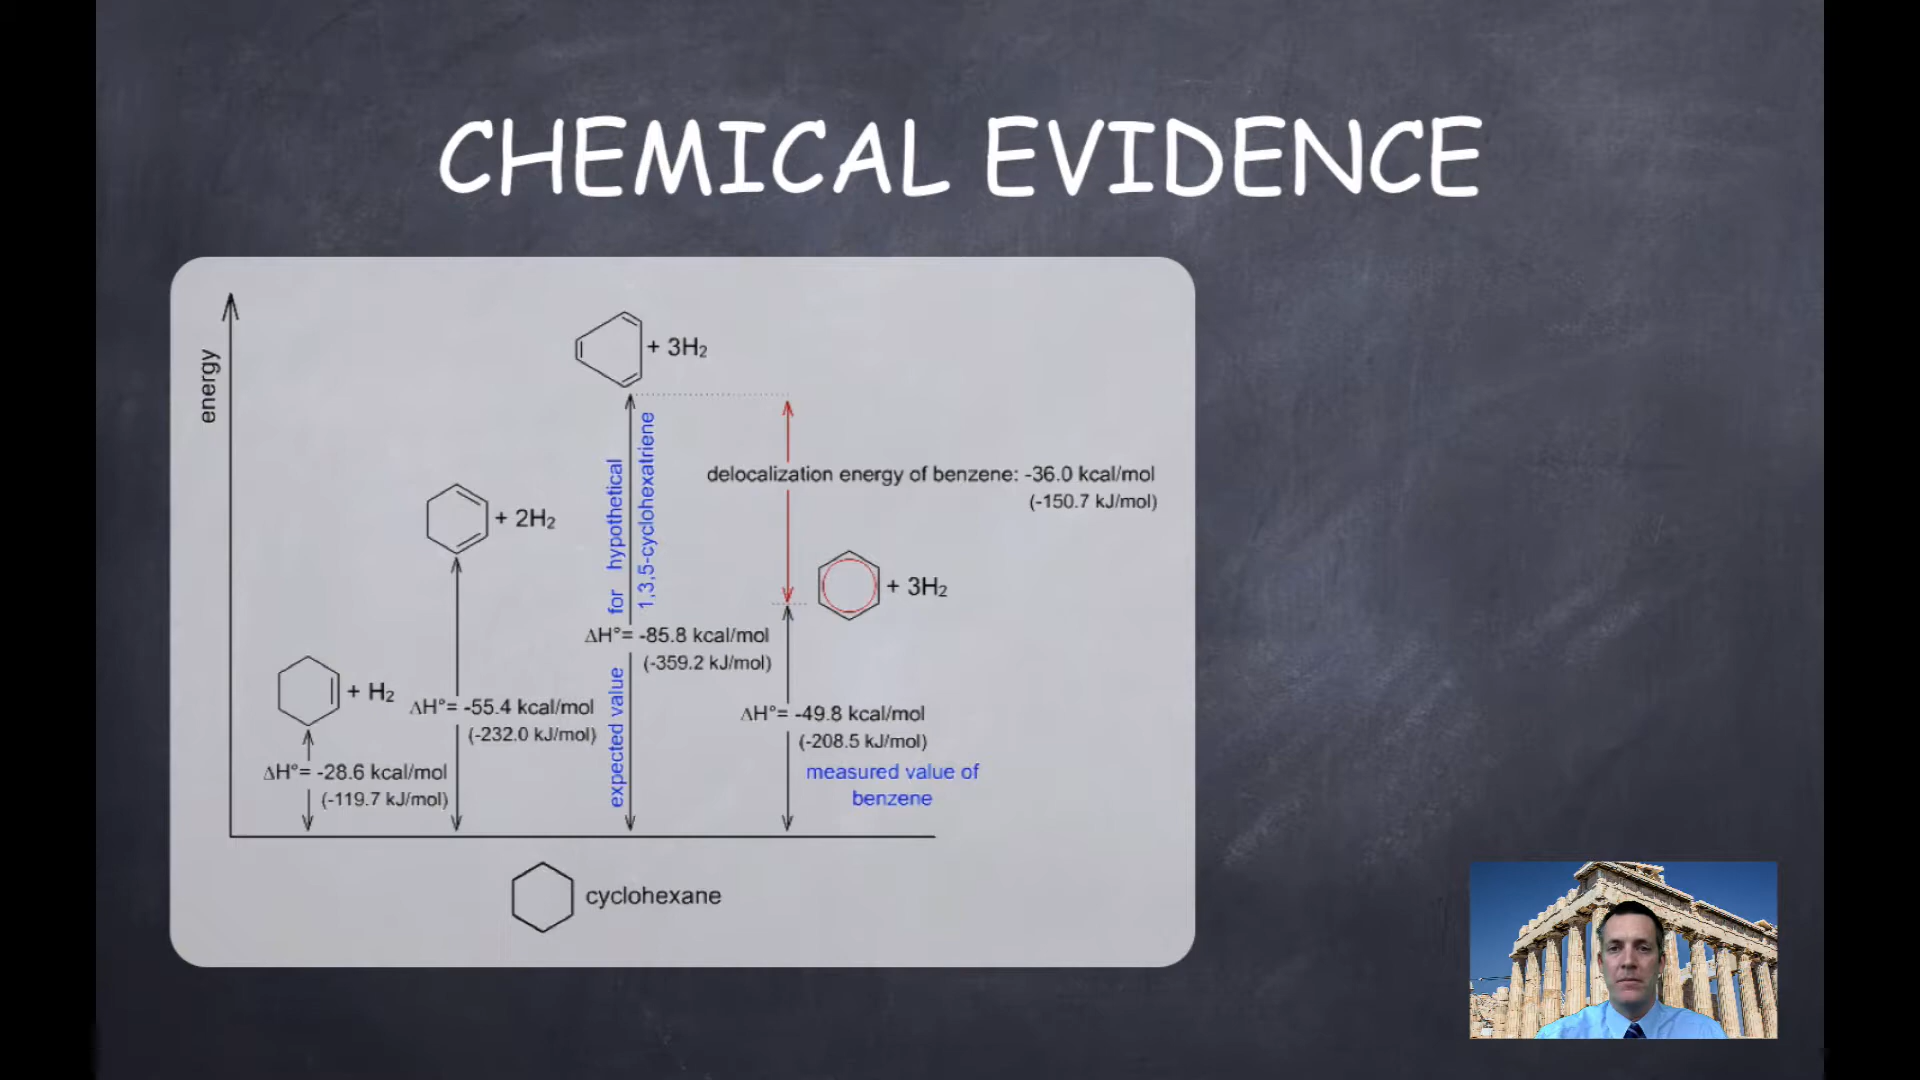 CHEMICAL EVIDENCE
energy
+ 3H₂
delocalization energy of benzene: -36.0 kcal/mol
(-150.7 kJ/mol)
+ 2H₂
expected value for hypothetical
1,3,5-cyclohexatriene
+ 3H₂
ΔH°= -85.8 kcal/mol
(-359.2 kJ/mol)
+ H₂
ΔH°= -55.4 kcal/mol
(-232.0 kJ/mol)
ΔH°= -49.8 kcal/mol
(-208.5 kJ/mol)
ΔH°= -28.6 kcal/mol
(-119.7 kJ/mol)
measured value of
benzene
cyclohexane